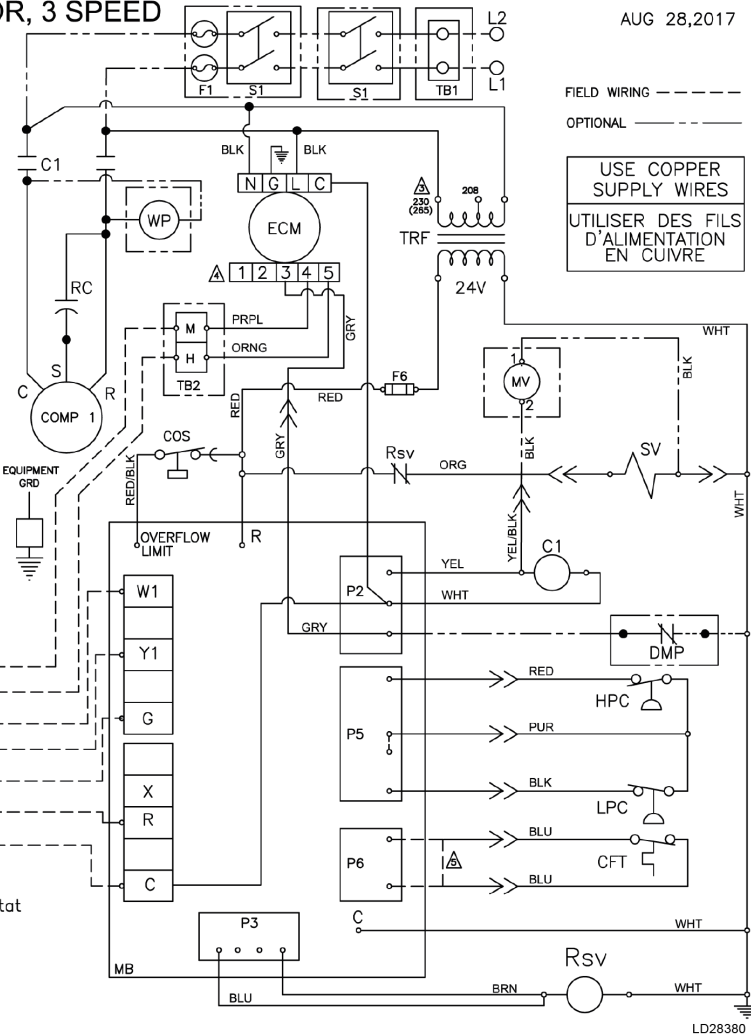 OR, 3 SPEED
AUG 28,2017
L2
L1
F1
S1
S1
TB1
FIELD WIRING
OPTIONAL
USE COPPER
SUPPLY WIRES
UTILISER DES FILS
D'ALIMENTATION
EN CUIVRE
BLK
BLK
C1
N G L C
3
230
(265)
208
WP
ECM
TRF
4
1 2 3 4 5
24V
RC
M
PRPL
GRY
WHT
H
ORNG
TB2
1
MV
2
BLK
S
C
R
F6
RED
RED
COMP 1
COS
GRY
BLK
Rsv
ORG
SV
EQUIPMENT
GRD
RED/BLK
YEL/BLK
WHT
OVERFLOW
LIMIT
R
C1
P2
YEL
WHT
W1
GRY
DMP
Y1
RED
HPC
G
P5
PUR
X
BLK
LPC
R
BLU
P6
5
CFT
C
BLU
tat
C
P3
WHT
Rsv
MB
BRN
WHT
BLU
LD28380